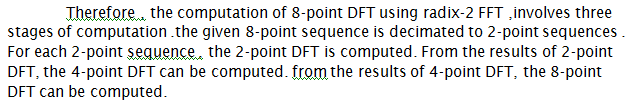 Therefore , the computation of 8-point DFT using radix-2 FFT ,involves three
stages of computation .the given 8-point sequence is decimated to 2-point sequences .
For each 2-point sequence , the 2-point DFT is computed. From the results of 2-point
DFT, the 4-point DFT can be computed. from the results of 4-point DFT, the 8-point
DFT can be computed.